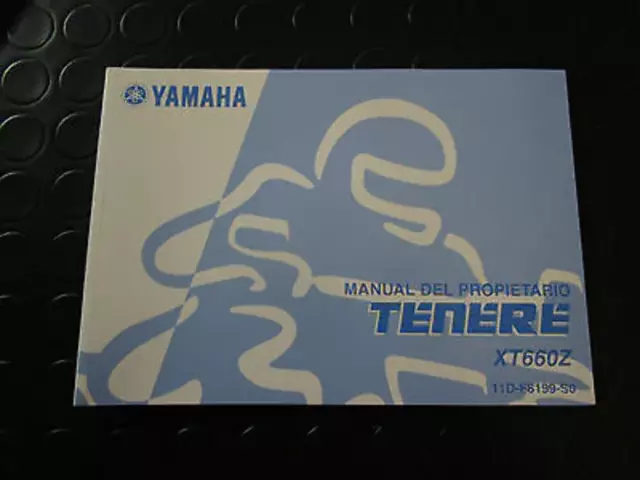 YAMAHA
MANUAL DEL PROPIETARIO
TENERE
XT660Z
11D-F8199-S0